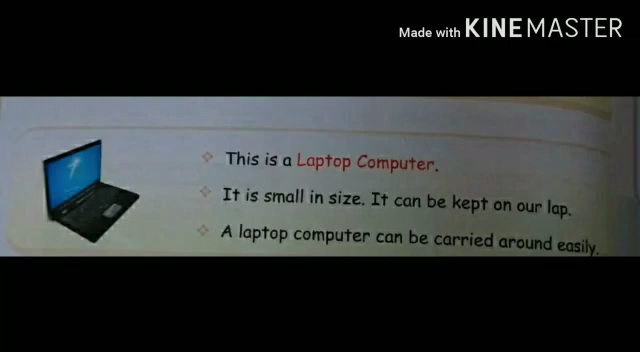 Made with KINEMASTER
This is a Laptop Computer.
It is small in size. It can be kept on our lap.
A laptop computer can be carried around easily.